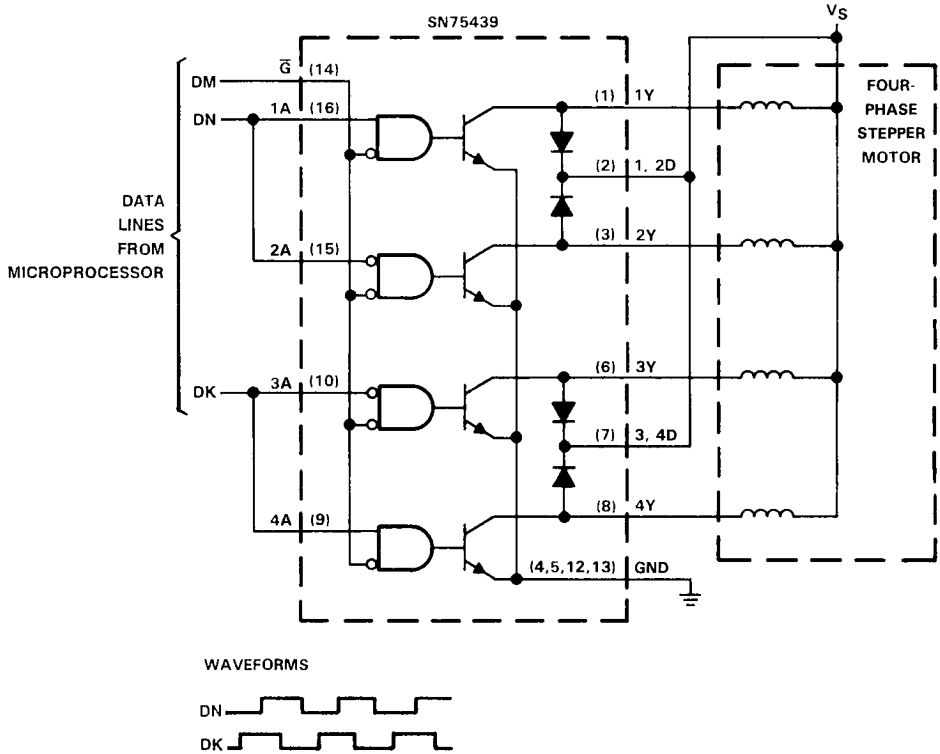 SN75439
VS
DM
G̅ (14)
DN
1A (16)
(1) 1Y
FOUR-
PHASE
STEPPER
MOTOR
(2) 1, 2D
DATA
LINES
FROM
MICROPROCESSOR
2A (15)
(3) 2Y
DK
3A (10)
(6) 3Y
(7) 3, 4D
4A (9)
(8) 4Y
(4,5,12,13) GND
WAVEFORMS
DN
DK